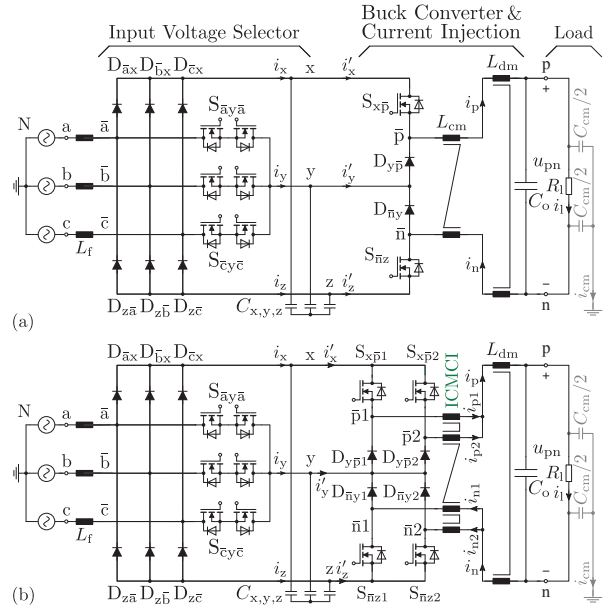 Input Voltage Selector
Buck Converter & Current Injection
Load
D_āx D_b̄x D_c̄x
i_x x i'_x
L_dm p
S_xp̄
i_p +
N
S_āyā
L_cm
C_cm/2
a ā
p̄
D_yp̄
u_pn
b b̄
i_y y i'_y
R_l
C_o i_l
C_cm/2
c c̄
D_n̄y
n̄
L_f
S_c̄yc̄
S_n̄z
i_n
i_z z i'_z
−
i_cm
D_zā D_zb̄ D_zc̄
C_x,y,z
n
(a)
D_āx D_b̄x D_c̄x
i_x x i'_x
S_xp̄1 S_xp̄2
ICMCI
L_dm p
i_p +
i_p1
N
S_āyā
a ā
p̄1
p̄2
i_p2
C_cm/2
D_yp̄1 D_yp̄2
u_pn
b b̄
i_y y
i'_y
R_l
C_o i_l
C_cm/2
D_n̄y1 D_n̄y2
i_n1
c c̄
n̄1 n̄2
i_n2
L_f
S_c̄yc̄
i_n
i_z z i'_z
−
i_cm
D_zā D_zb̄ D_zc̄
C_x,y,z
S_n̄z1 S_n̄z2
n
(b)